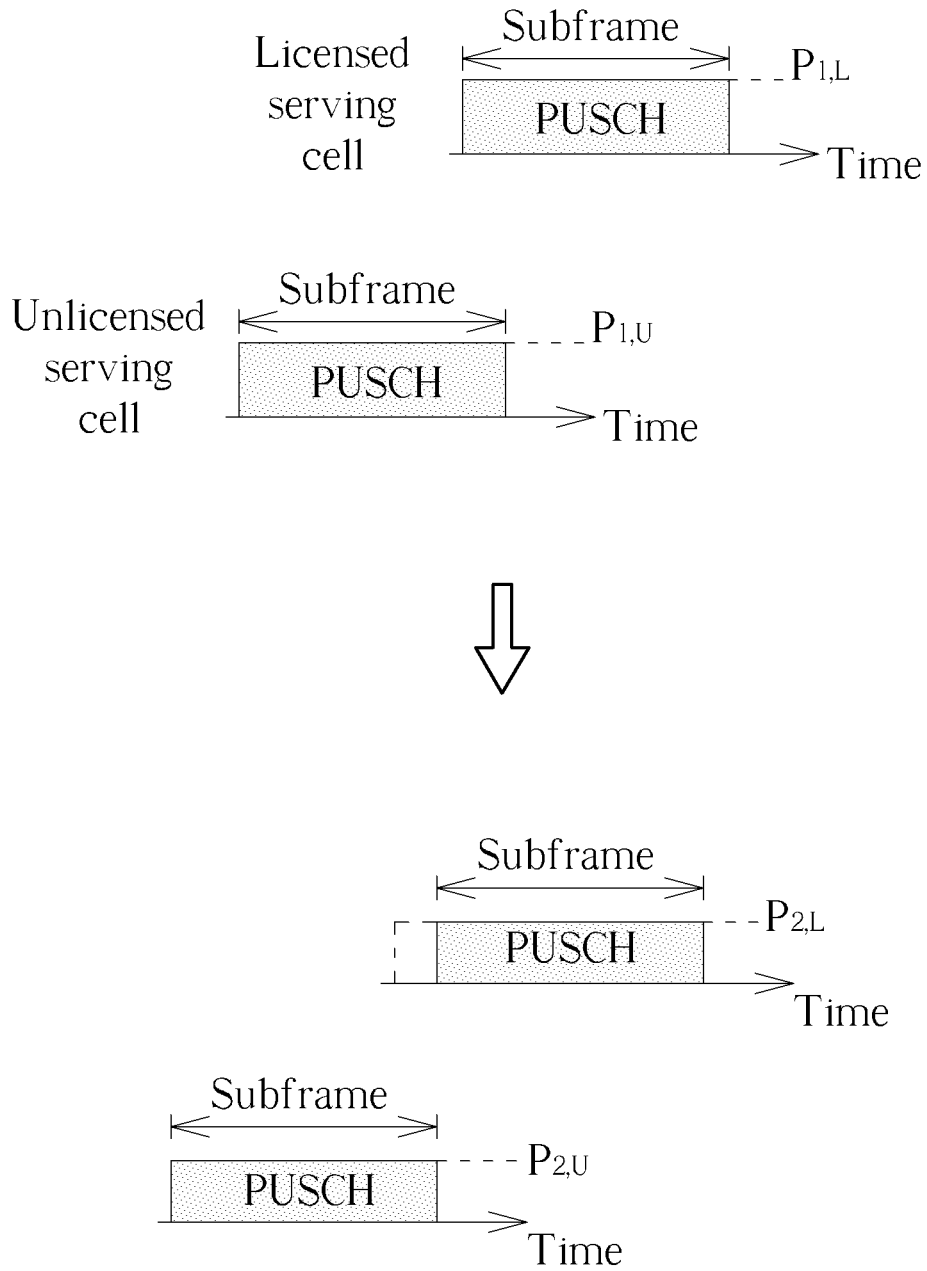 Subframe
Licensed
serving
cell
P1,L
PUSCH
Time
Subframe
Unlicensed
serving
cell
P1,U
PUSCH
Time
Subframe
P2,L
PUSCH
Time
Subframe
P2,U
PUSCH
Time